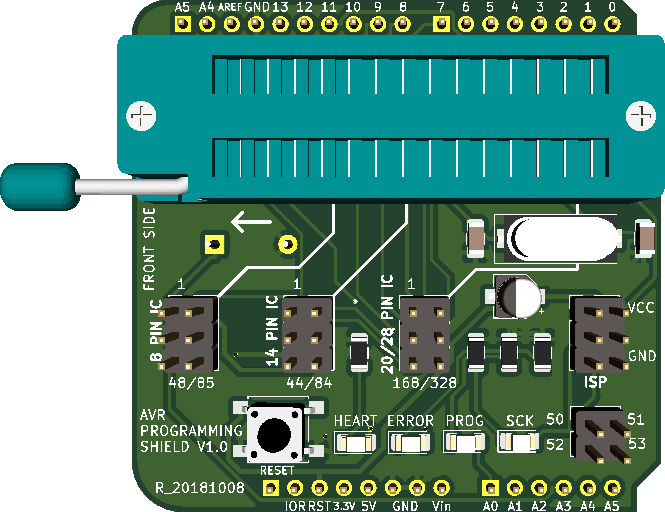 A5 A4 AREF GND 13 12 11 10 9 8 7 6 5 4 3 2 1 0
FRONT SIDE
1 1 1
8 PIN IC
14 PIN IC
20/28 PIN IC
+
VCC
GND
48/85 44/84 168/328 ISP
AVR
PROGRAMMING
SHIELD V1.0
HEART ERROR PROG SCK
50 51
52 53
RESET
R_20181008
IOR RST 3.3V 5V GND Vin A0 A1 A2 A3 A4 A5